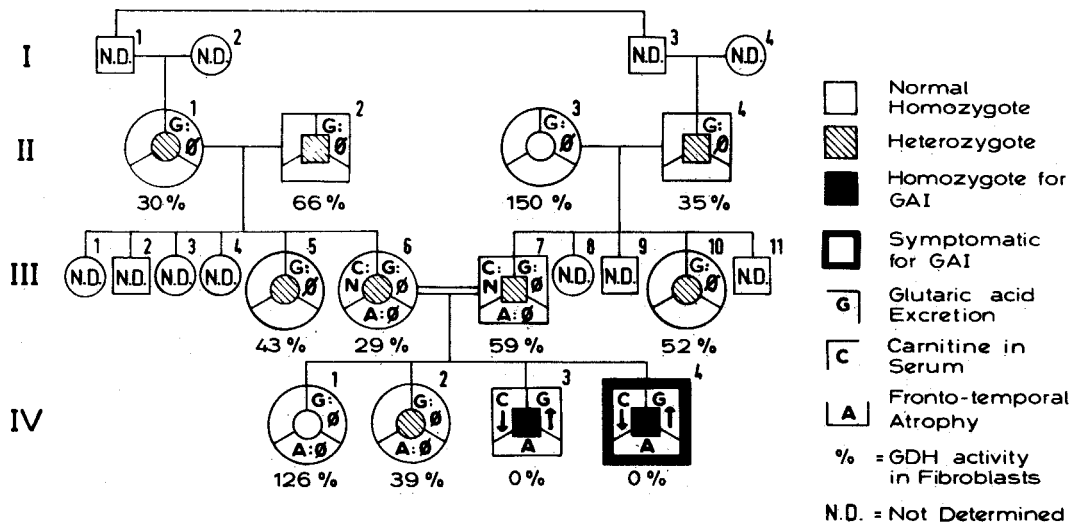 I
N.D. 1
N.D. 2
N.D. 3
N.D. 4
II
G: Ø 1
G: Ø 2
G: Ø 3
G: Ø 4
30% 66% 150% 35%
III
N.D. 1
N.D. 2
N.D. 3
N.D. 4
G: Ø 5
C: N G: Ø A:Ø 6
C: N G: Ø A:Ø 7
N.D. 8
N.D. 9
G: Ø 10
N.D. 11
43% 29% 59% 52%
IV
G: Ø A:Ø 1
G: Ø A:Ø 2
C ↓ G ↑ A 3
C ↓ G ↑ A 4
126% 39% 0% 0%
Normal
Homozygote
Heterozygote
Homozygote for
GAI
Symptomatic
for GAI
G Glutaric acid
Excretion
C Carnitine in
Serum
A Fronto-temporal
Atrophy
% = GDH activity
in Fibroblasts
N.D. = Not Determined